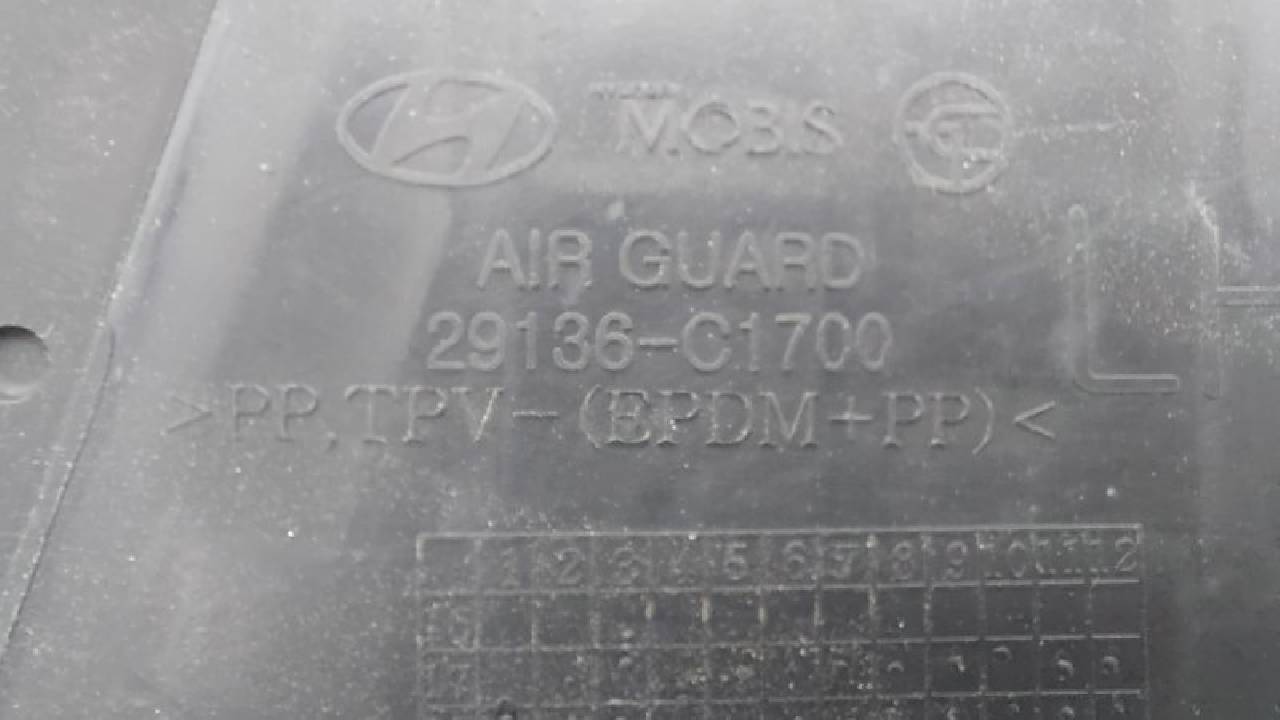 MOBIS
AIR GUARD
29136-C1700
>PP,TPV-(EPDM+PP)<
1 2 3 4 5 6 7 8 9 10 11 12